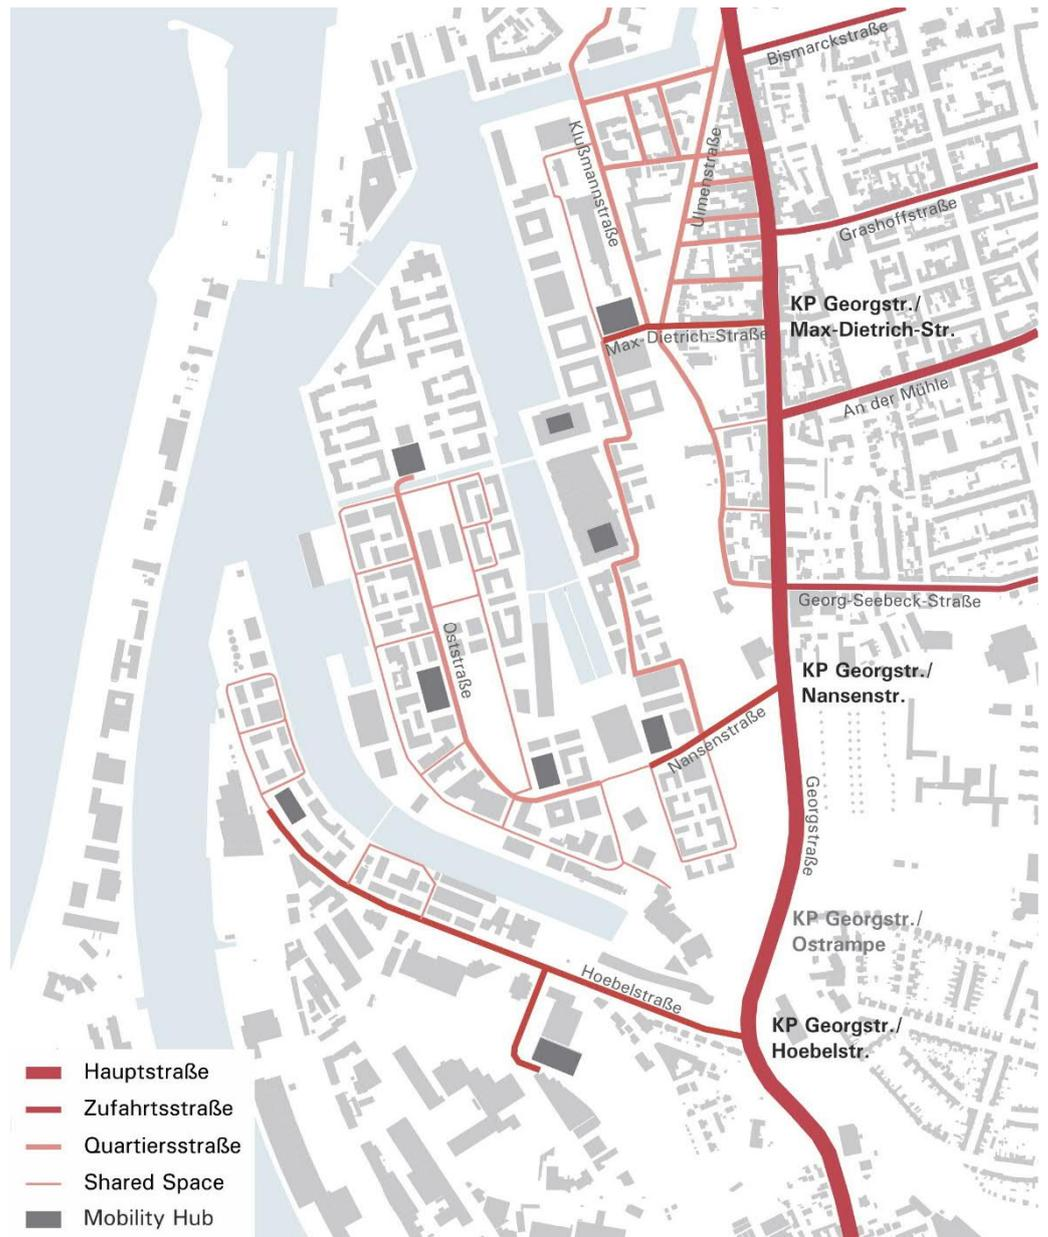 Bismarckstraße
Klußmannstraße
Ulmenstraße
Grashoffstraße
KP Georgstr./
Max-Dietrich-Str.
Max-Dietrich-Straße
An der Mühle
Georg-Seebeck-Straße
Oststraße
KP Georgstr./
Nansenstr.
Nansenstraße
Georgstraße
KP Georgstr./
Ostrampe
Hoebelstraße
KP Georgstr./
Hoebelstr.
Hauptstraße
Zufahrtsstraße
Quartiersstraße
Shared Space
Mobility Hub